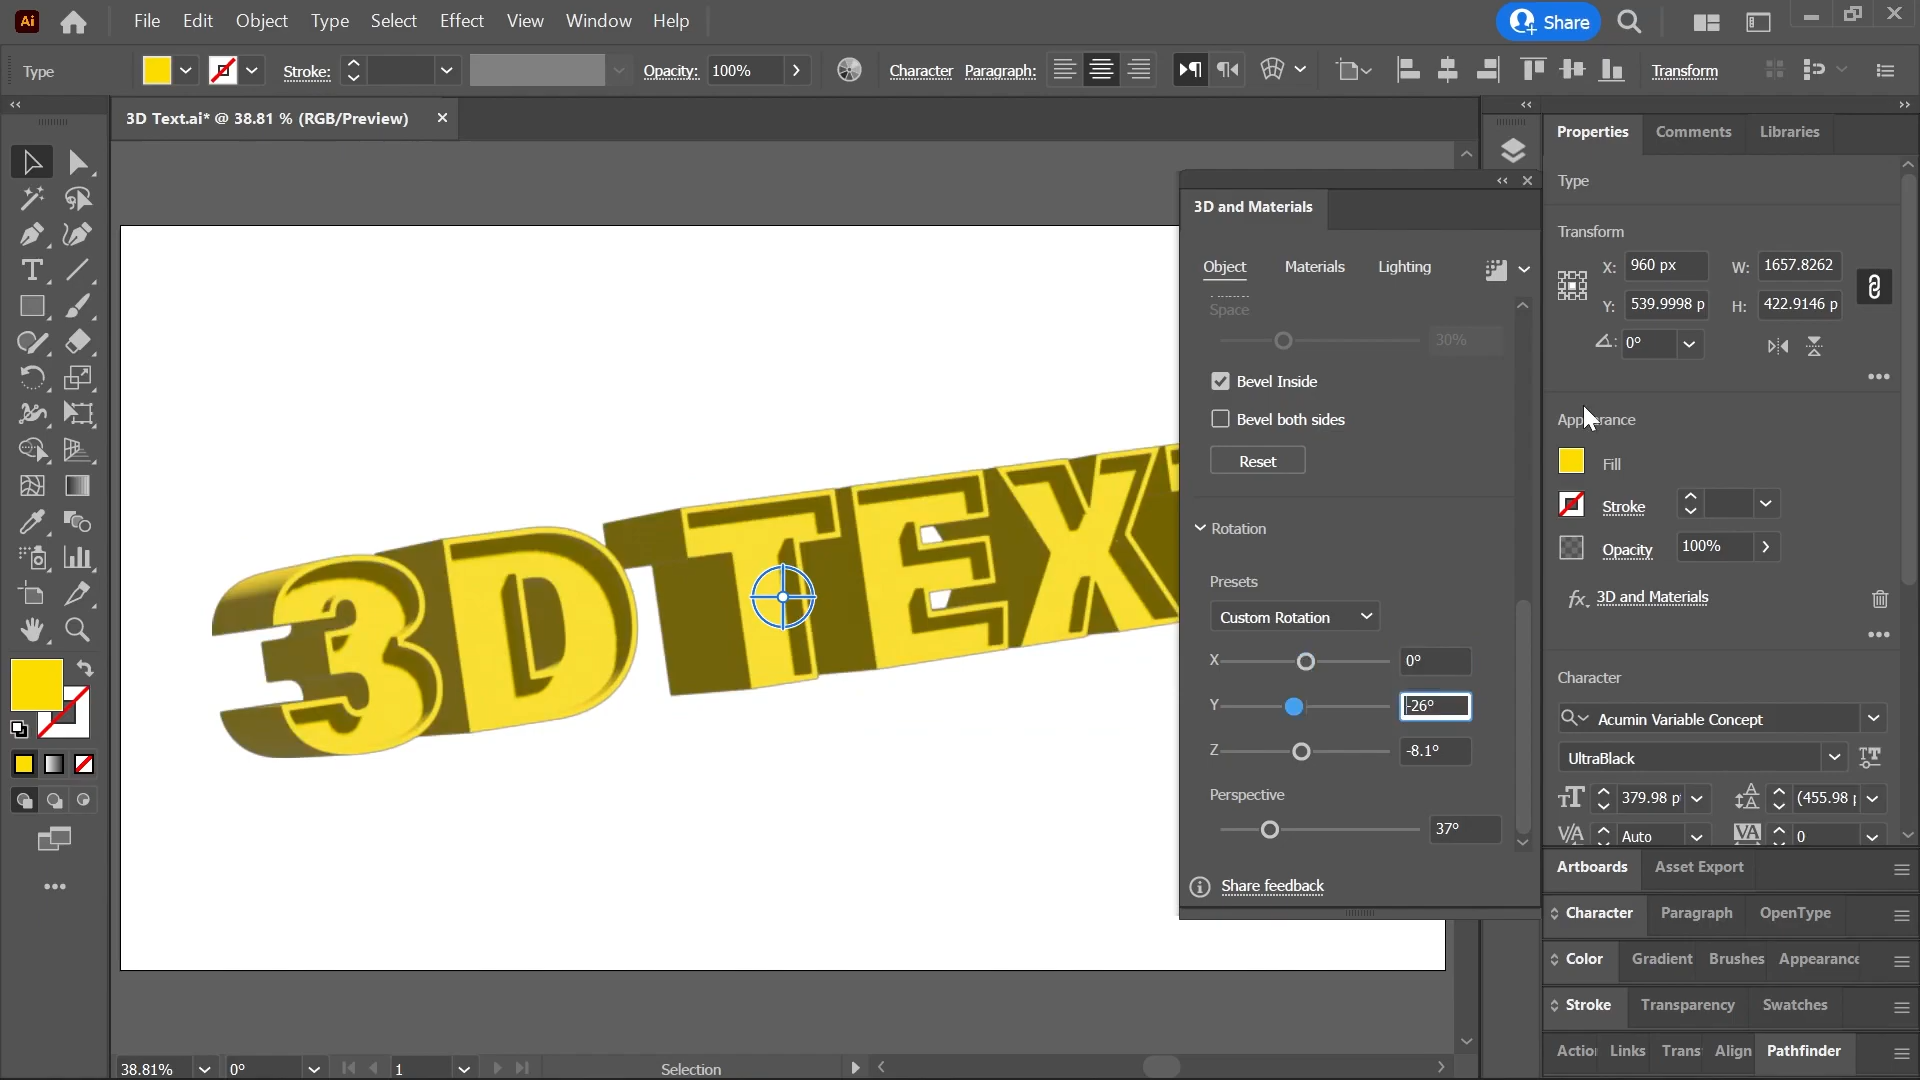 Ai File Edit Object Type Select Effect View Window Help Share
Type Stroke: Opacity: 100% Character Paragraph: Transform
3D Text.ai* @ 38.81 % (RGB/Preview)
Properties Comments Libraries
Type
Transform
X: 960 px W: 1657.8262
Y: 539.9998 p H: 422.9146 p
0°
Appearance
Fill
Stroke
Opacity 100%
fx. 3D and Materials
Character
Acumin Variable Concept
UltraBlack
379.98 p (455.98
Auto 0
Artboards Asset Export
Character Paragraph OpenType
Color Gradient Brushes Appearance
Stroke Transparency Swatches
Actio Links Trans Align Pathfinder
3D and Materials
Object Materials Lighting
Space
30%
Bevel Inside
Bevel both sides
Reset
Rotation
Presets
Custom Rotation
X 0°
Y -26°
Z -8.1°
Perspective
37°
Share feedback
3D TEX
38.81% 0° 1 Selection